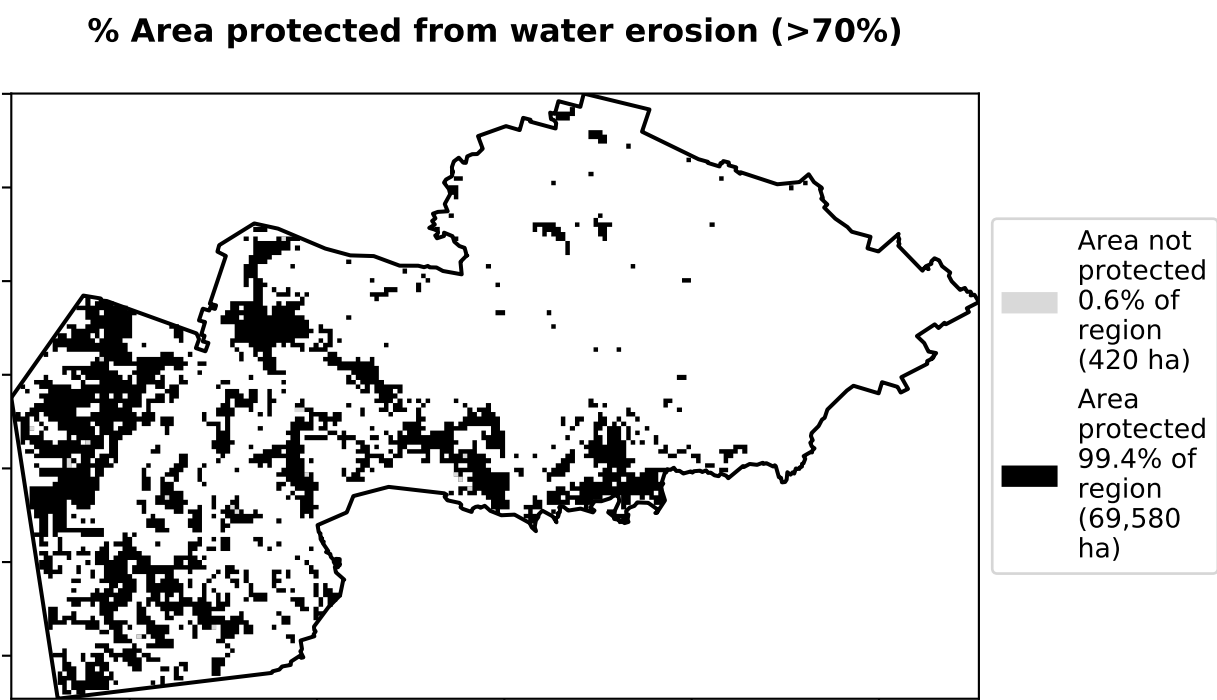 % Area protected from water erosion (>70%)
Area not
protected
0.6% of
region
(420 ha)
Area
protected
99.4% of
region
(69,580
ha)